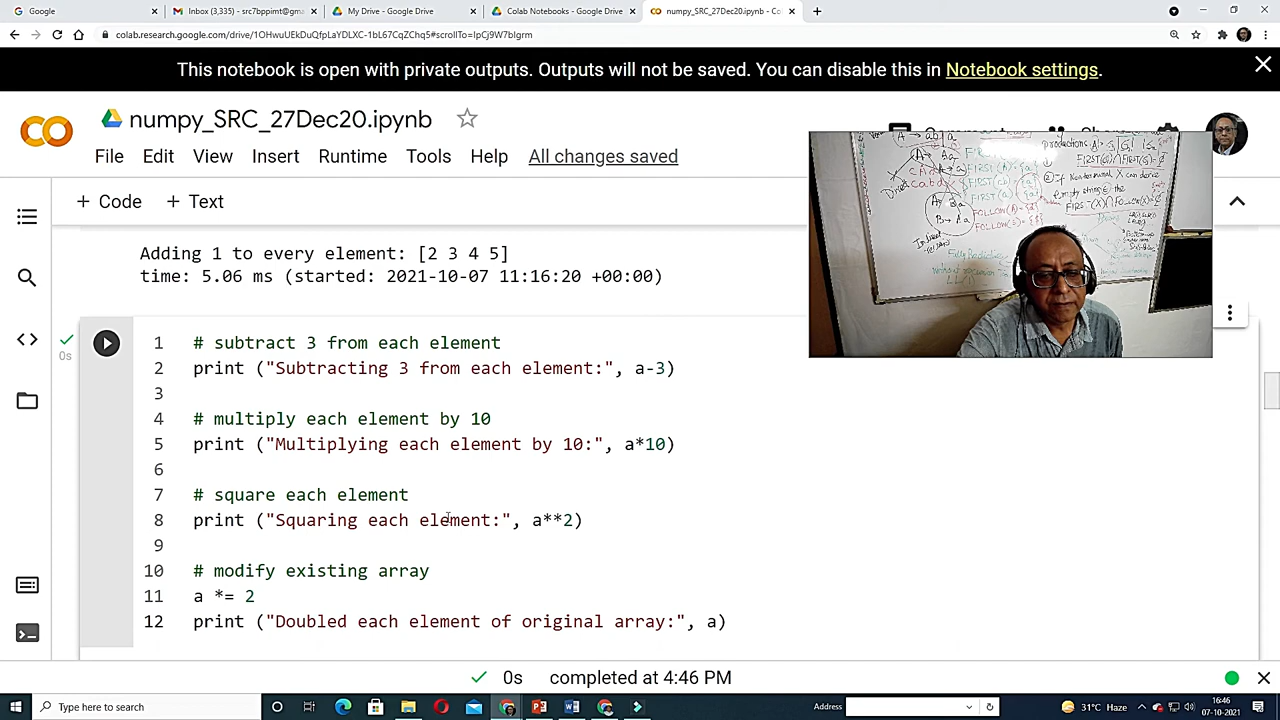 Google
Inbox (3,335) - src7bppimt@gma
My Drive - Google Drive
Colab Notebooks - Google Drive
numpy_SRC_27Dec20.ipynb - Co
colab.research.google.com/drive/1OHwuUEkDuQfpLaYDLXC-1bL67CqZChq5#scrollTo=IpCj9W7bIgrm
This notebook is open with private outputs. Outputs will not be saved. You can disable this in Notebook settings.
numpy_SRC_27Dec20.ipynb
File Edit View Insert Runtime Tools Help All changes saved
+ Code + Text
Adding 1 to every element: [2 3 4 5]
time: 5.06 ms (started: 2021-10-07 11:16:20 +00:00)
0s
1 # subtract 3 from each element
2 print ("Subtracting 3 from each element:", a-3)
3
4 # multiply each element by 10
5 print ("Multiplying each element by 10:", a*10)
6
7 # square each element
8 print ("Squaring each element:", a**2)
9
10 # modify existing array
11 a *= 2
12 print ("Doubled each element of original array:", a)
0s completed at 4:46 PM
Type here to search
Address
31°C Haze
16:46
07-10-2021